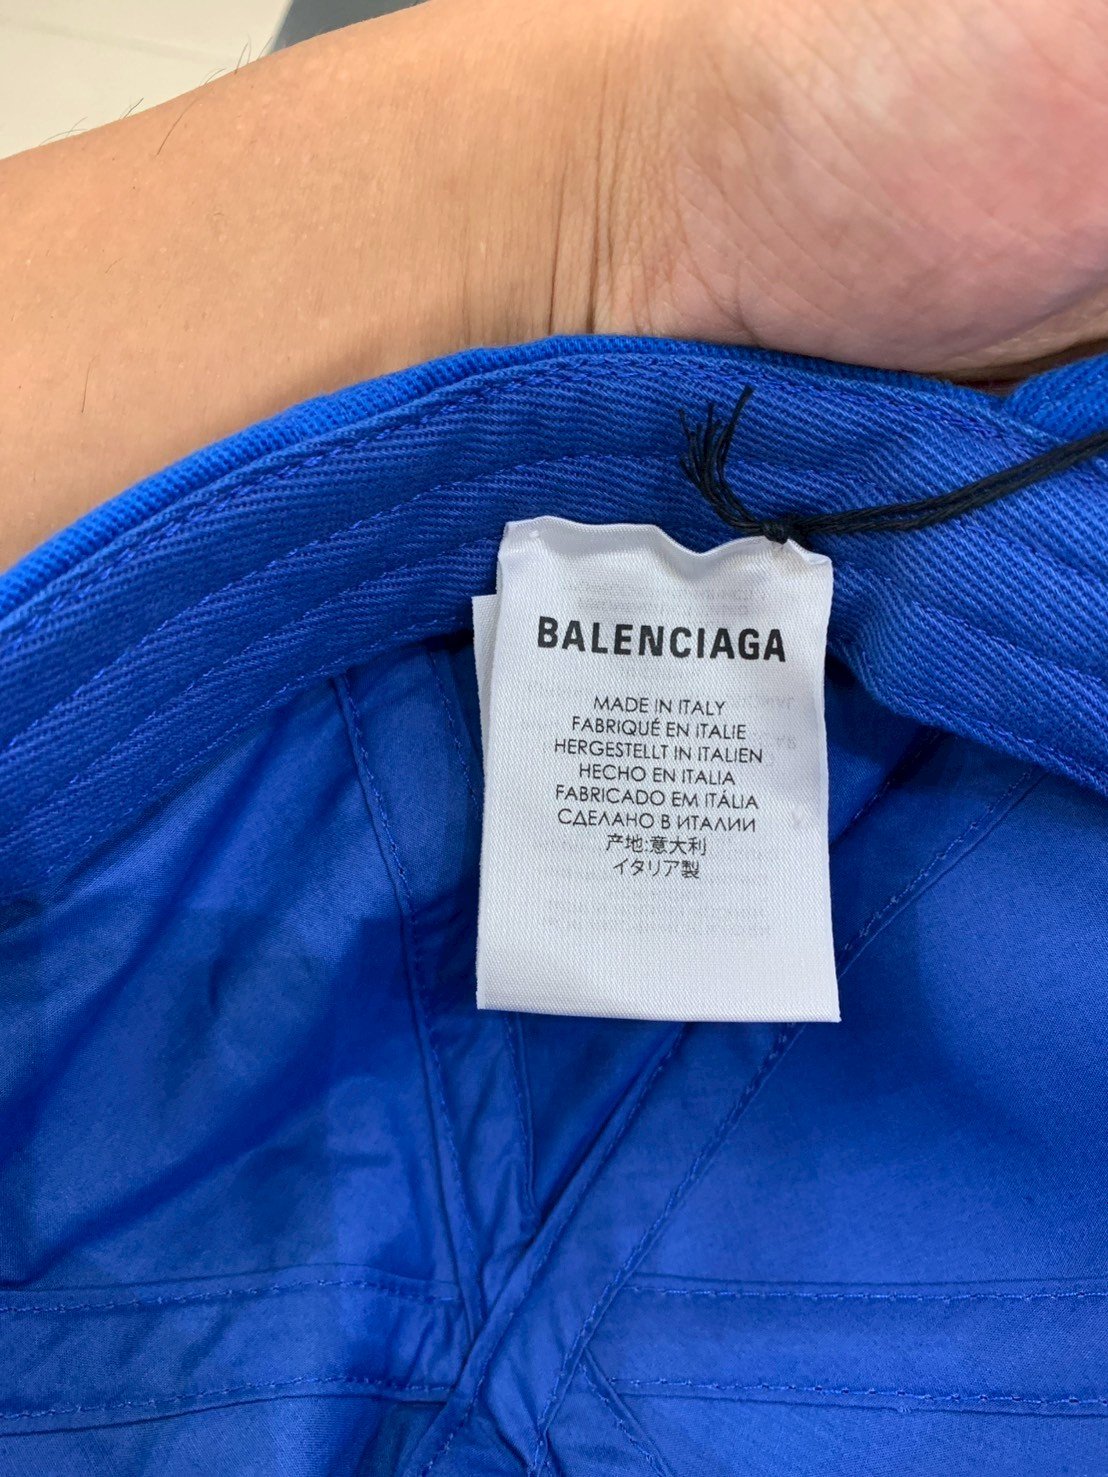 BALENCIAGA
MADE IN ITALY
FABRIQUÉ EN ITALIE
HERGESTELLT IN ITALIEN
HECHO EN ITALIA
FABRICADO EM ITÁLIA
СДЕЛАНО В ИТАЛИИ
产地:意大利
イタリア製